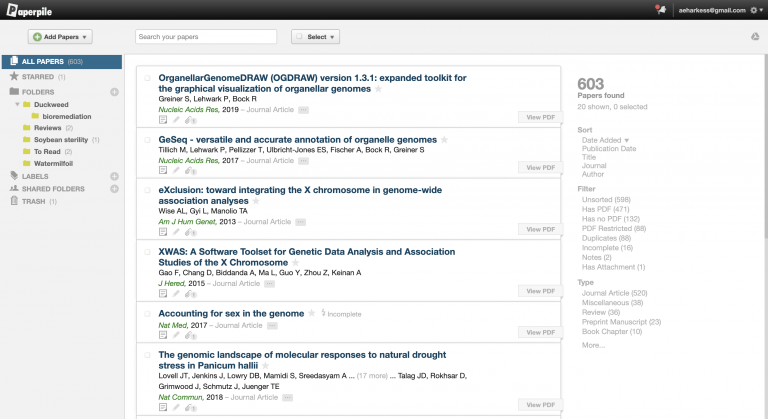 Paperpile
aeharkess@gmail.com
Add Papers
Search your papers
Select
ALL PAPERS (603)
STARRED (1)
FOLDERS
Duckweed
bioremediation
Reviews (2)
Soybean sterility (1)
To Read (2)
Watermilfoil
LABELS
SHARED FOLDERS
TRASH (1)
OrganellarGenomeDRAW (OGDRAW) version 1.3.1: expanded toolkit for
the graphical visualization of organellar genomes
Greiner S, Lehwark P, Bock R
Nucleic Acids Res, 2019 – Journal Article
View PDF
GeSeq - versatile and accurate annotation of organelle genomes
Tillich M, Lehwark P, Pellizzer T, Ulbricht-Jones ES, Fischer A, Bock R, Greiner S
Nucleic Acids Res, 2017 – Journal Article
View PDF
eXclusion: toward integrating the X chromosome in genome-wide
association analyses
Wise AL, Gyi L, Manolio TA
Am J Hum Genet, 2013 – Journal Article
View PDF
XWAS: A Software Toolset for Genetic Data Analysis and Association
Studies of the X Chromosome
Gao F, Chang D, Biddanda A, Ma L, Guo Y, Zhou Z, Keinan A
J Hered, 2015 – Journal Article
View PDF
Accounting for sex in the genome Incomplete
Nat Med, 2017 – Journal Article
View PDF
The genomic landscape of molecular responses to natural drought
stress in Panicum hallii
Lovell JT, Jenkins J, Lowry DB, Mamidi S, Sreedasyam A ... (17 more) ... Talag JD, Rokhsar D,
Grimwood J, Schmutz J, Juenger TE
Nat Commun, 2018 – Journal Article
View PDF
603
Papers found
20 shown, 0 selected
Sort
Date Added
Publication Date
Title
Journal
Author
Filter
Unsorted (598)
Has PDF (471)
Has no PDF (132)
PDF Restricted (88)
Duplicates (88)
Incomplete (16)
Notes (2)
Has Attachment (1)
Type
Journal Article (520)
Miscellaneous (38)
Review (36)
Preprint Manuscript (23)
Book Chapter (10)
More...